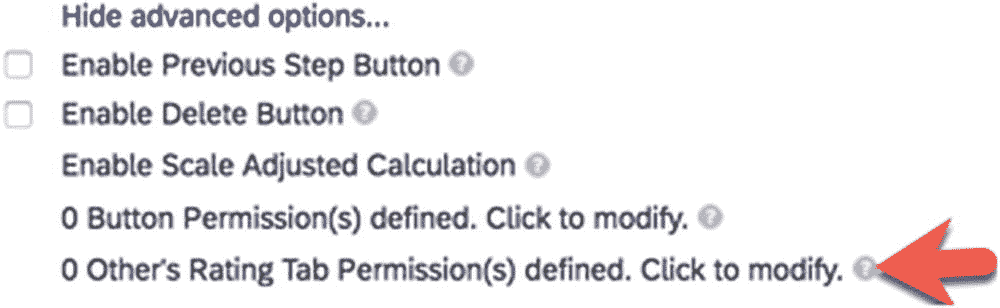 Hide advanced options...
Enable Previous Step Button ?
Enable Delete Button ?
Enable Scale Adjusted Calculation ?
0 Button Permission(s) defined. Click to modify. ?
0 Other's Rating Tab Permission(s) defined. Click to modify. ?